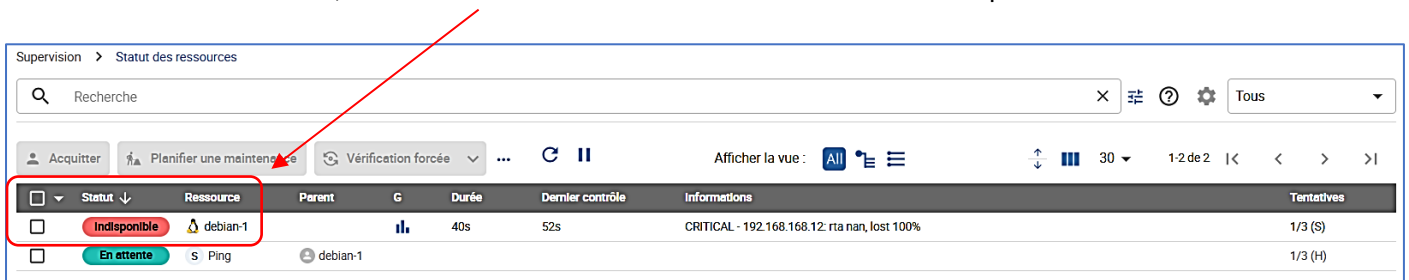 Supervision > Statut des ressources
Recherche Tous
Acquitter Planifier une maintenance Vérification forcée ... Afficher la vue : All 30 1-2 de 2
Statut Ressource Parent G Durée Dernier contrôle Informations Tentatives
Indisponible debian-1 40s 52s CRITICAL - 192.168.168.12: rta nan, lost 100% 1/3 (S)
En attente S Ping debian-1 1/3 (H)